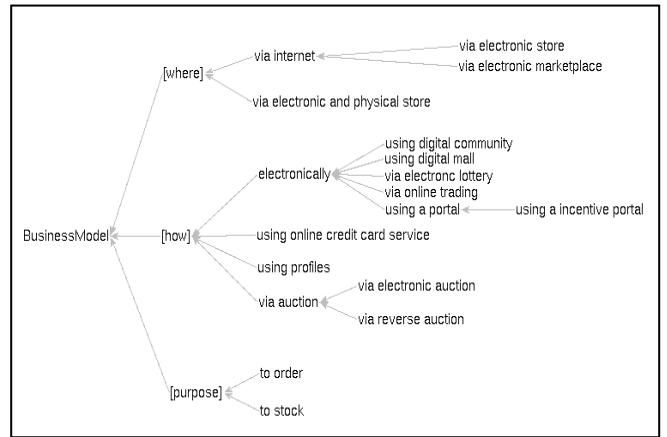 via electronic store
via internet
via electronic marketplace
[where]
via electronic and physical store
using digital community
using digital mall
electronically
via electronc lottery
via online trading
using a portal
using a incentive portal
BusinessModel
[how]
using online credit card service
using profiles
via electronic auction
via auction
via reverse auction
to order
[purpose]
to stock